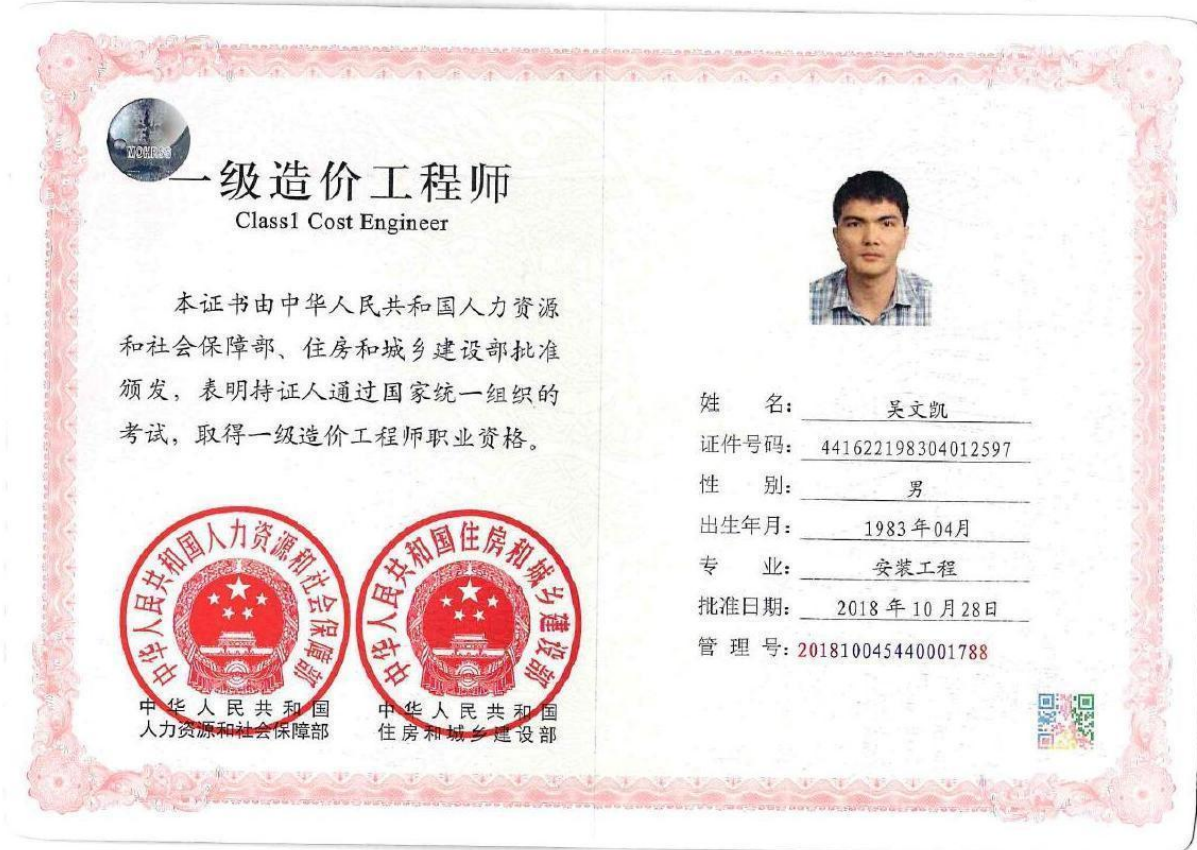 MOHRSS
一级造价工程师
Class1 Cost Engineer
本证书由中华人民共和国人力资源
和社会保障部、住房和城乡建设部批准
颁发，表明持证人通过国家统一组织的
考试，取得一级造价工程师职业资格。
中华人民共和国人力资源和社会保障部
中华人民共和国
人力资源和社会保障部
中华人民共和国住房和城乡建设部
中华人民共和国
住房和城乡建设部
姓 名：吴文凯
证件号码：441622198304012597
性 别：男
出生年月：1983年04月
专 业：安装工程
批准日期：2018年10月28日
管 理 号：201810045440001788